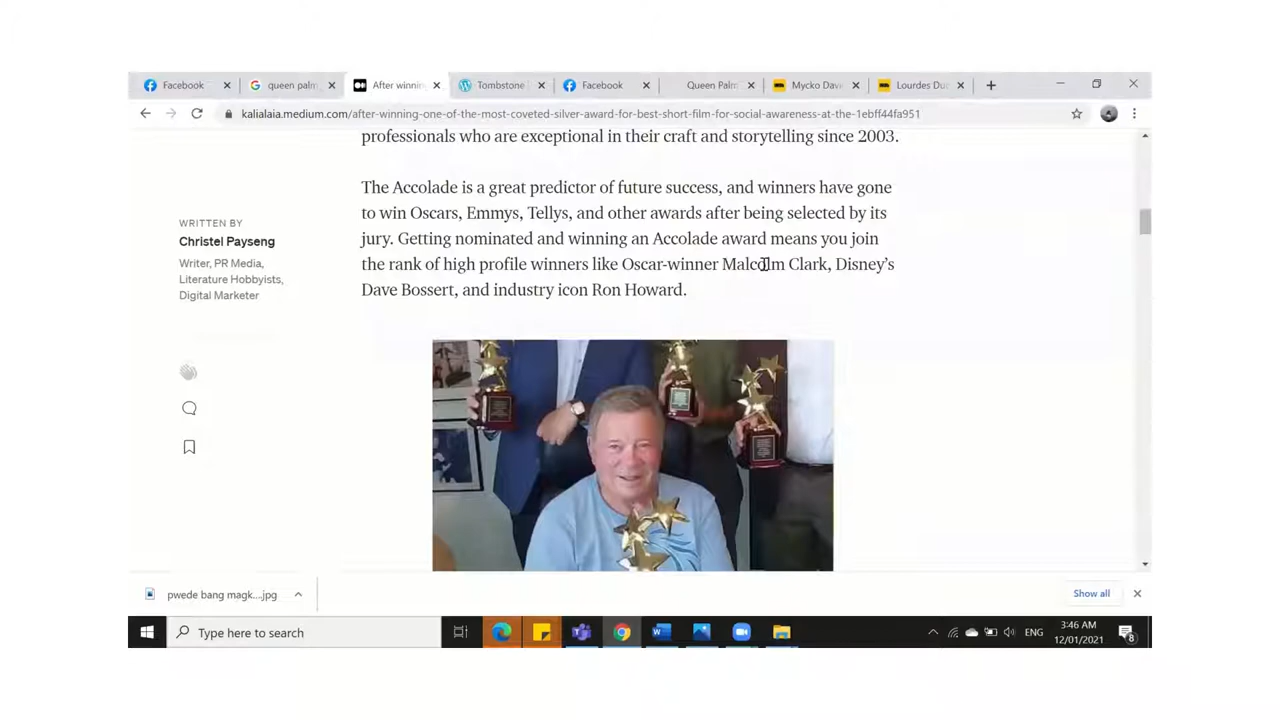 Facebook
queen palm
After winnin
Tombstone
Facebook
Queen Palm
Mycko Dav
Lourdes Du
kalialaia.medium.com/after-winning-one-of-the-most-coveted-silver-award-for-best-short-film-for-social-awareness-at-the-1ebff44fa951
professionals who are exceptional in their craft and storytelling since 2003.
The Accolade is a great predictor of future success, and winners have gone
to win Oscars, Emmys, Tellys, and other awards after being selected by its
jury. Getting nominated and winning an Accolade award means you join
the rank of high profile winners like Oscar-winner Malcolm Clark, Disney’s
Dave Bossert, and industry icon Ron Howard.
WRITTEN BY
Christel Payseng
Writer, PR Media,
Literature Hobbyists,
Digital Marketer
pwede bang magk....jpg
Show all
Type here to search
ENG
3:46 AM
12/01/2021
8